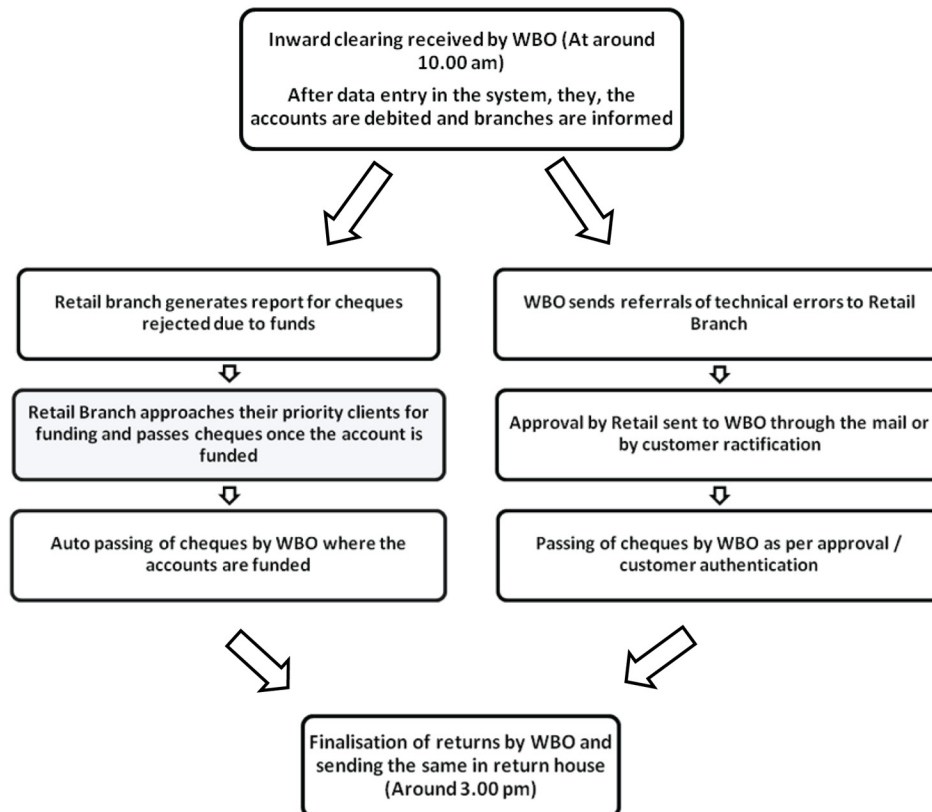 Inward clearing received by WBO (At around
10.00 am)
After data entry in the system, they, the
accounts are debited and branches are informed
Retail branch generates report for cheques
rejected due to funds
Retail Branch approaches their priority clients for
funding and passes cheques once the account is
funded
Auto passing of cheques by WBO where the
accounts are funded
WBO sends referrals of technical errors to Retail
Branch
Approval by Retail sent to WBO through the mail or
by customer ractification
Passing of cheques by WBO as per approval /
customer authentication
Finalisation of returns by WBO and
sending the same in return house
(Around 3.00 pm)